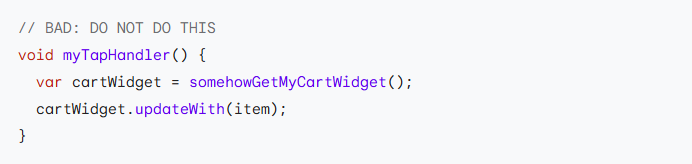 // BAD: DO NOT DO THIS
void myTapHandler() {
  var cartWidget = somehowGetMyCartWidget();
  cartWidget.updateWith(item);
}